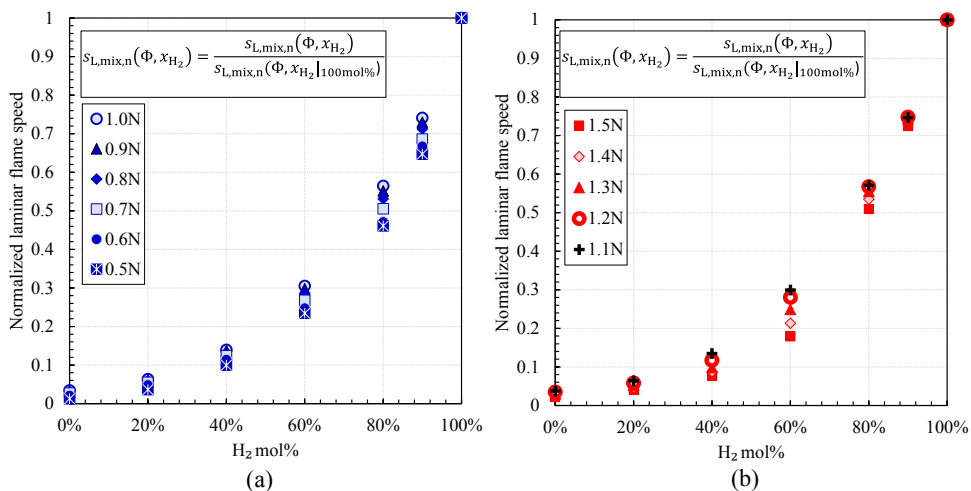 1
0.9
0.8
0.7
0.6
0.5
0.4
0.3
0.2
0.1
0
Normalized laminar flame speed
s_L,mix,n(Φ, x_H₂) = s_L,mix,n(Φ, x_H₂) / s_L,mix,n(Φ, x_H₂|100mol%)
1.0N
0.9N
0.8N
0.7N
0.6N
0.5N
0% 20% 40% 60% 80% 100%
H₂ mol%
(a)
1
0.9
0.8
0.7
0.6
0.5
0.4
0.3
0.2
0.1
0
Normalized laminar flame speed
s_L,mix,n(Φ, x_H₂) = s_L,mix,n(Φ, x_H₂) / s_L,mix,n(Φ, x_H₂|100mol%)
1.5N
1.4N
1.3N
1.2N
1.1N
0% 20% 40% 60% 80% 100%
H₂ mol%
(b)